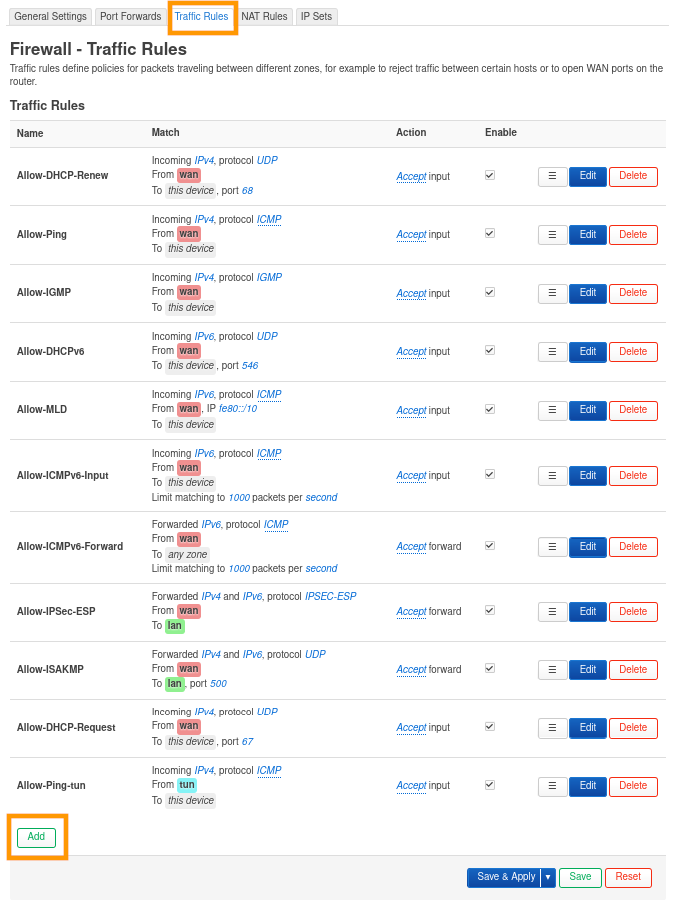 General Settings Port Forwards Traffic Rules NAT Rules IP Sets
Firewall - Traffic Rules
Traffic rules define policies for packets traveling between different zones, for example to reject traffic between certain hosts or to open WAN ports on the
router.
Traffic Rules
Name Match Action Enable
Incoming IPv4, protocol UDP
Allow-DHCP-Renew From wan Accept input ☰ Edit Delete
To this device, port 68
Incoming IPv4, protocol ICMP
Allow-Ping From wan Accept input ☰ Edit Delete
To this device
Incoming IPv4, protocol IGMP
Allow-IGMP From wan Accept input ☰ Edit Delete
To this device
Incoming IPv6, protocol UDP
Allow-DHCPv6 From wan Accept input ☰ Edit Delete
To this device, port 546
Incoming IPv6, protocol ICMP
Allow-MLD From wan, IP fe80::/10 Accept input ☰ Edit Delete
To this device
Incoming IPv6, protocol ICMP
From wan
Allow-ICMPv6-Input Accept input ☰ Edit Delete
To this device
Limit matching to 1000 packets per second
Forwarded IPv6, protocol ICMP
From wan
Allow-ICMPv6-Forward Accept forward ☰ Edit Delete
To any zone
Limit matching to 1000 packets per second
Forwarded IPv4 and IPv6, protocol IPSEC-ESP
Allow-IPSec-ESP From wan Accept forward ☰ Edit Delete
To lan
Forwarded IPv4 and IPv6, protocol UDP
Allow-ISAKMP From wan Accept forward ☰ Edit Delete
To lan, port 500
Incoming IPv4, protocol UDP
Allow-DHCP-Request From wan Accept input ☰ Edit Delete
To this device, port 67
Incoming IPv4, protocol ICMP
Allow-Ping-tun From tun Accept input ☰ Edit Delete
To this device
Add
Save & Apply ▾ Save Reset